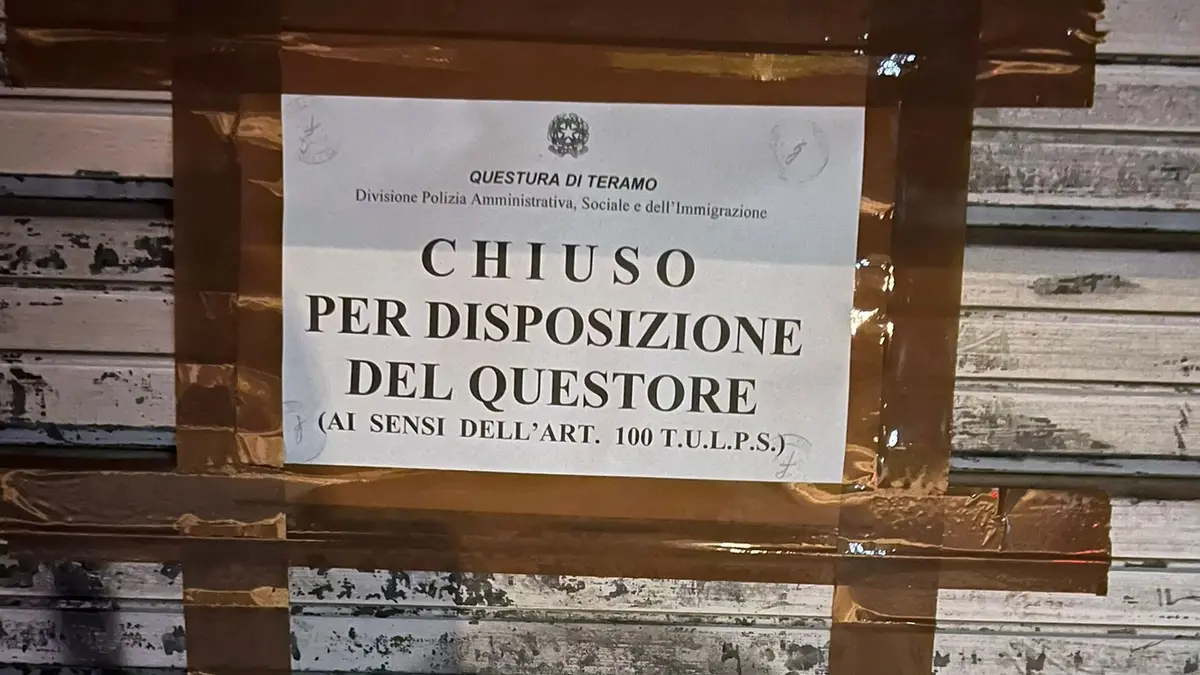 QUESTURA DI TERAMO
Divisione Polizia Amministrativa, Sociale e dell'Immigrazione
CHIUSO
PER DISPOSIZIONE
DEL QUESTORE
(AI SENSI DELL'ART. 100 T.U.L.P.S.)